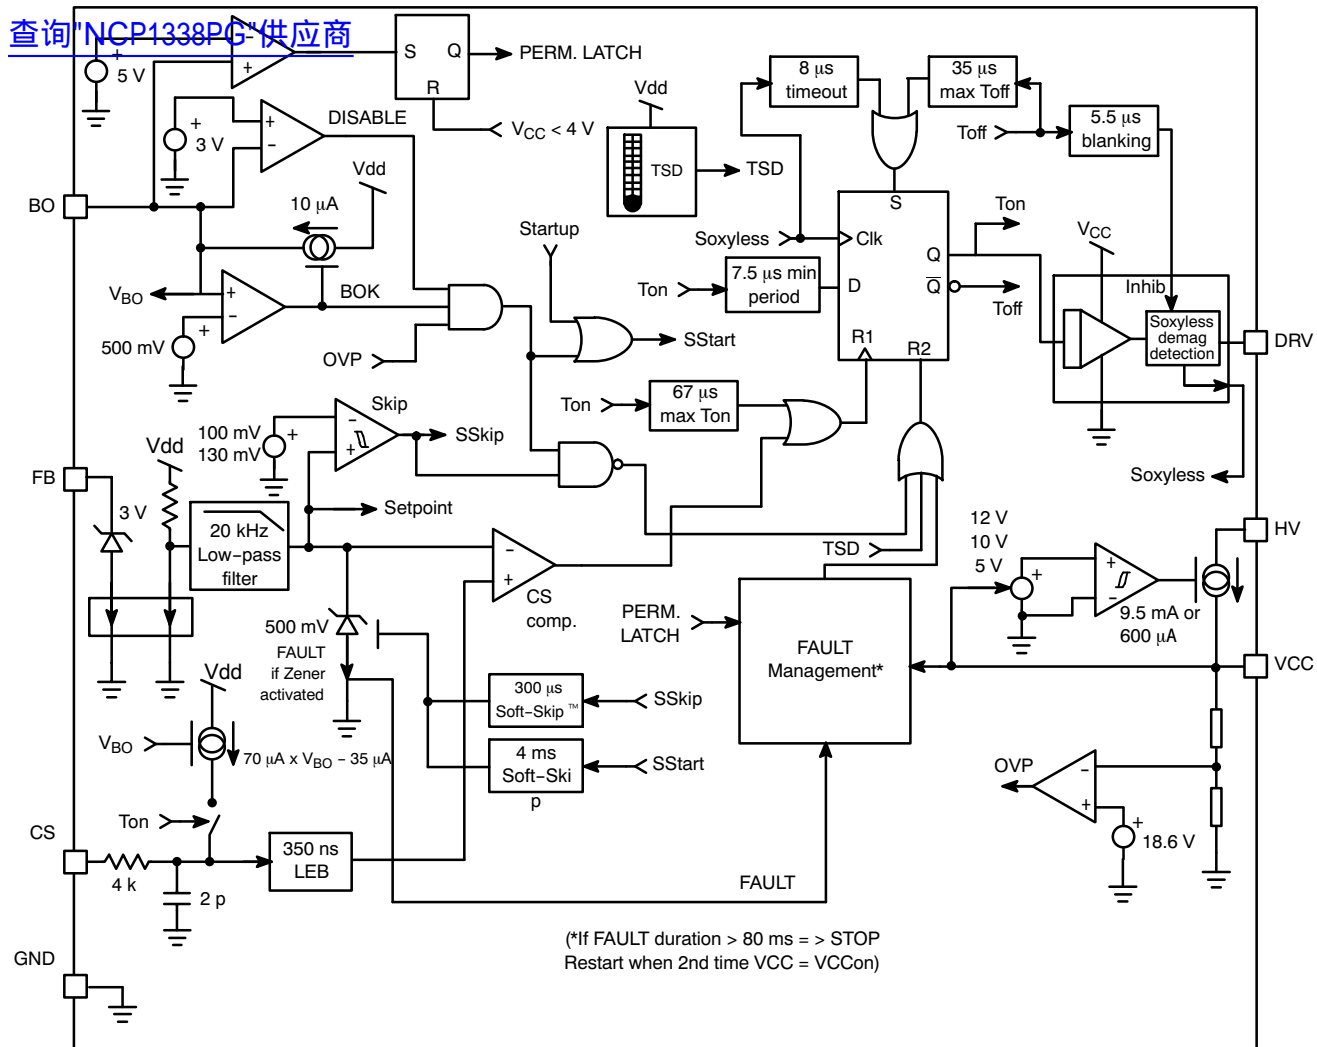 查询"NCP1338PG"供应商
5 V
+
−
+
S
Q
R
PERM. LATCH
VCC < 4 V
+
3 V
+
−
DISABLE
Vdd
TSD
TSD
8 µs
timeout
35 µs
max Toff
Toff
5.5 µs
blanking
BO
10 µA
Vdd
VBO
+
−
BOK
+
500 mV
OVP
Startup
SStart
Soxyless
Clk
S
Q
Q
D
R1
R2
Ton
7.5 µs min
period
Ton
Toff
VCC
Inhib
Soxyless
demag
detection
DRV
Soxyless
Ton
67 µs
max Ton
Skip
−
+
100 mV
130 mV
+
SSkip
Setpoint
Vdd
FB
3 V
20 kHz
Low−pass
filter
−
+
CS
comp.
TSD
12 V
10 V
5 V
+
+
−
9.5 mA or
600 µA
HV
VCC
500 mV
FAULT
if Zener
activated
PERM.
LATCH
FAULT
Management*
300 µs
Soft−Skip ™
SSkip
4 ms
Soft−Ski
p
SStart
Vdd
VBO
70 µA x VBO − 35 µA
Ton
CS
4 k
2 p
350 ns
LEB
OVP
−
+
+
18.6 V
FAULT
GND
(*If FAULT duration > 80 ms = > STOP
Restart when 2nd time VCC = VCCon)